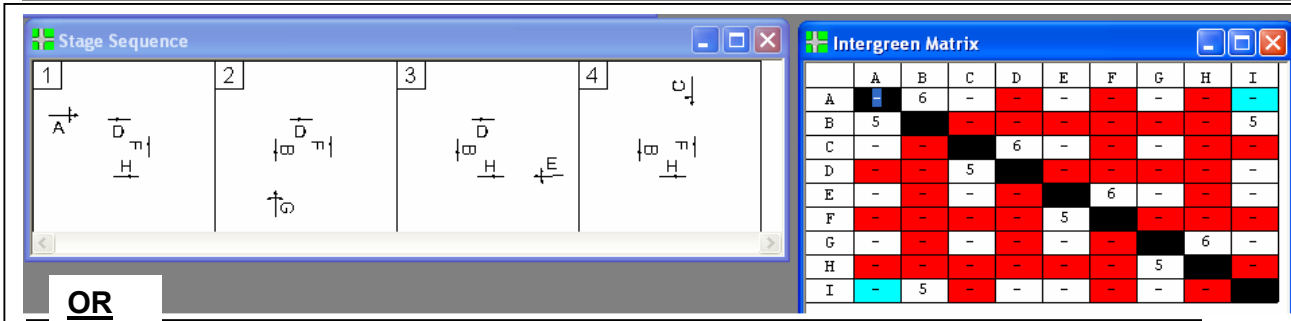 Stage Sequence
1 2 3 4
A D F H
D B F G
D B H E
C B F H
OR
Intergreen Matrix
A B C D E F G H I
A - 6 - - - - - - -
B 5 - - - - - - 5
C - - 6 - - - - -
D - - 5 - - - - -
E - - - - 6 - - -
F - - - - 5 - - -
G - - - - - - 6 -
H - - - - - - 5 -
I - 5 - - - - - -